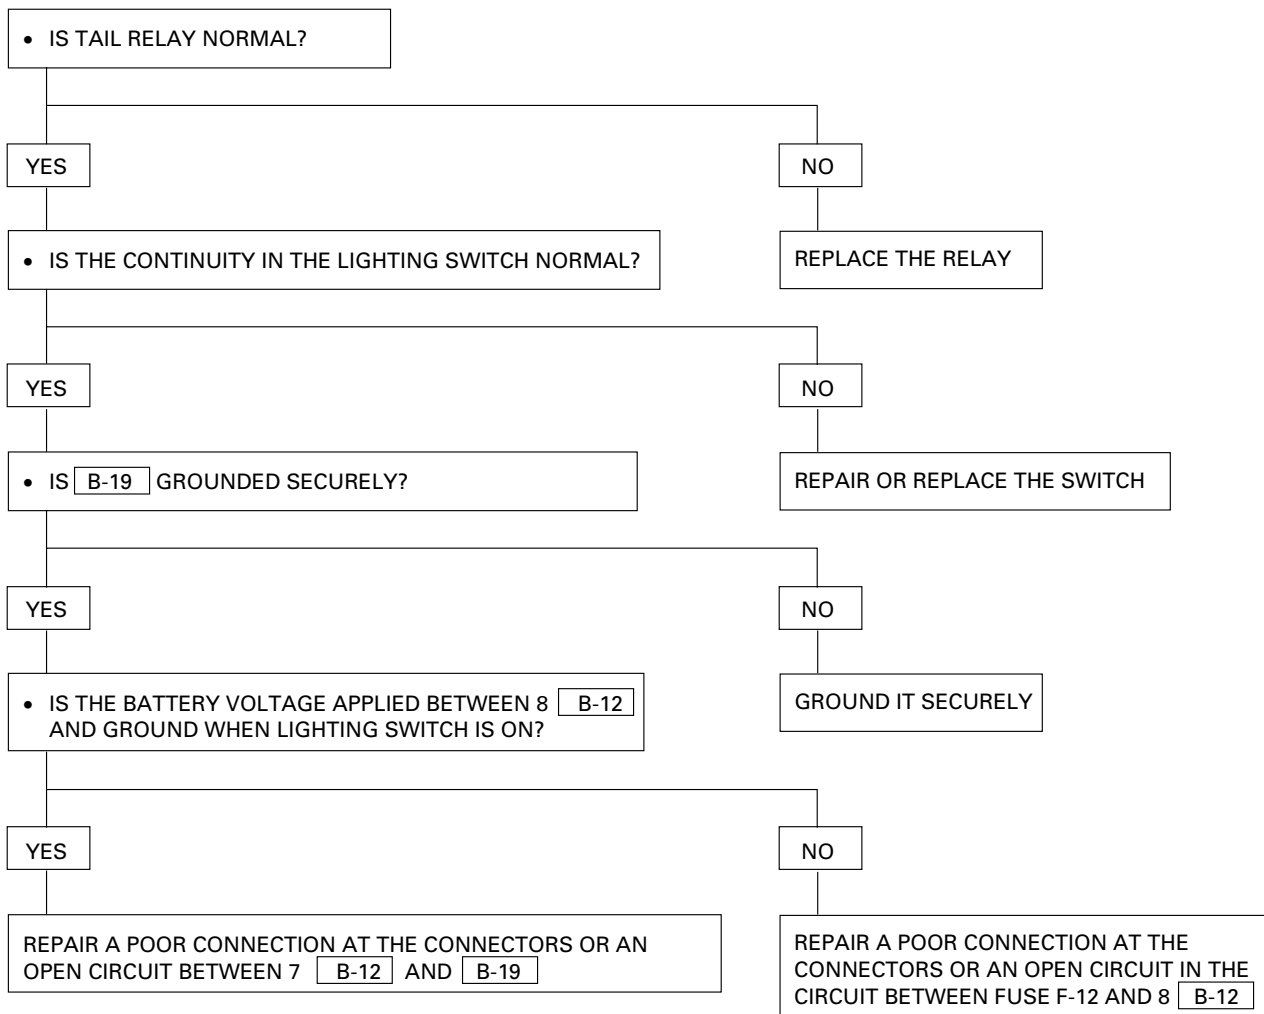 • IS TAIL RELAY NORMAL?
YES
NO
• IS THE CONTINUITY IN THE LIGHTING SWITCH NORMAL?
REPLACE THE RELAY
YES
NO
• IS B-19 GROUNDED SECURELY?
REPAIR OR REPLACE THE SWITCH
YES
NO
• IS THE BATTERY VOLTAGE APPLIED BETWEEN 8 B-12
AND GROUND WHEN LIGHTING SWITCH IS ON?
GROUND IT SECURELY
YES
NO
REPAIR A POOR CONNECTION AT THE CONNECTORS OR AN
OPEN CIRCUIT BETWEEN 7 B-12 AND B-19
REPAIR A POOR CONNECTION AT THE
CONNECTORS OR AN OPEN CIRCUIT IN THE
CIRCUIT BETWEEN FUSE F-12 AND 8 B-12